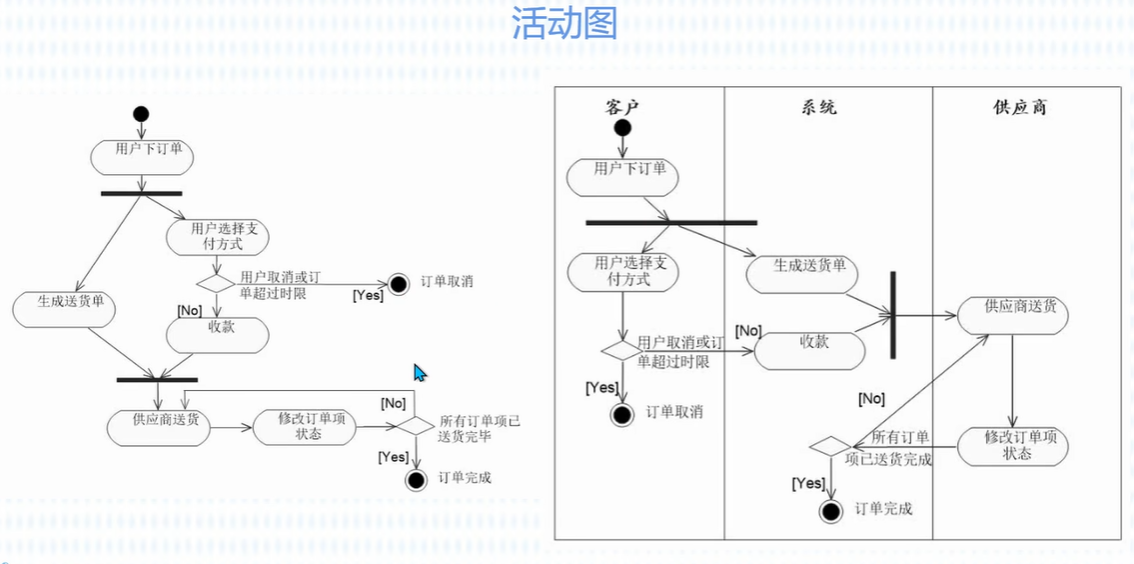 活动图
用户下订单
用户选择支
付方式
用户取消或订
单超过时限
[Yes]
订单取消
[No]
生成送货单
收款
供应商送货
修改订单项
状态
[No]
所有订单项已
送货完毕
[Yes]
订单完成
客户
系统
供应商
用户下订单
用户选择支
付方式
生成送货单
供应商送货
用户取消或订
单超过时限
[No]
收款
[Yes]
订单取消
[No]
所有订单
项已送货完成
修改订单项
状态
[Yes]
订单完成